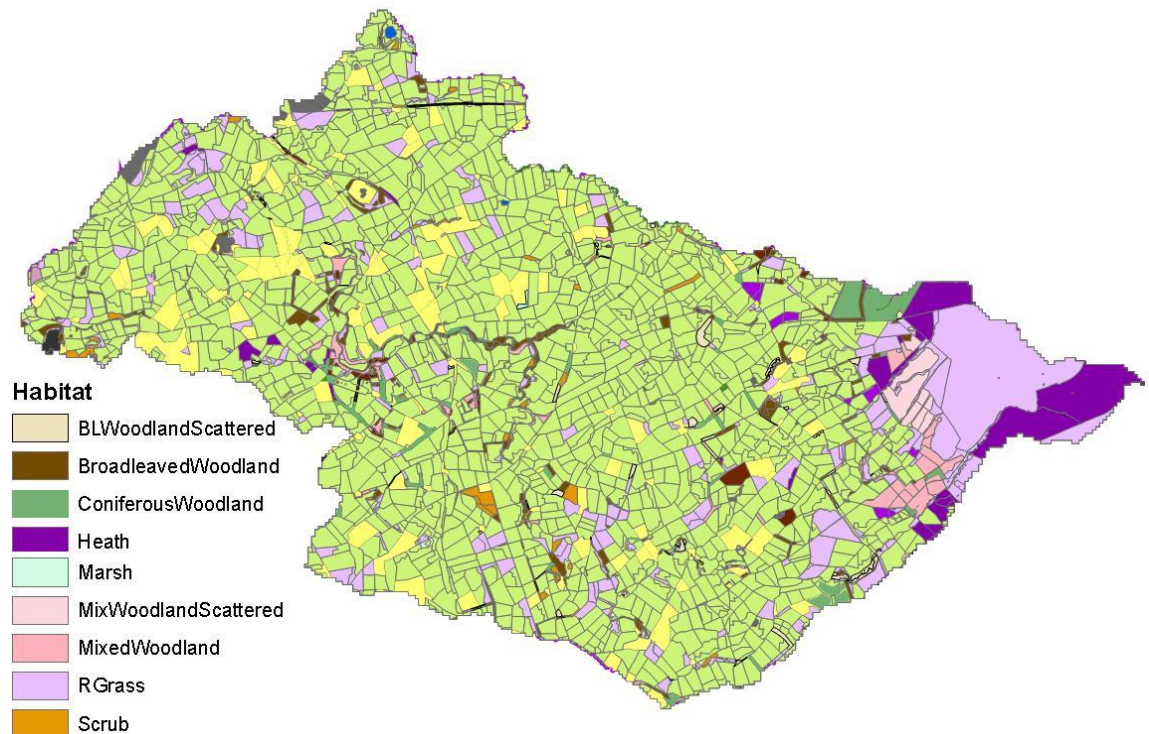 Habitat
BLWoodlandScattered
BroadleavedWoodland
ConiferousWoodland
Heath
Marsh
MixWoodlandScattered
MixedWoodland
RGrass
Scrub